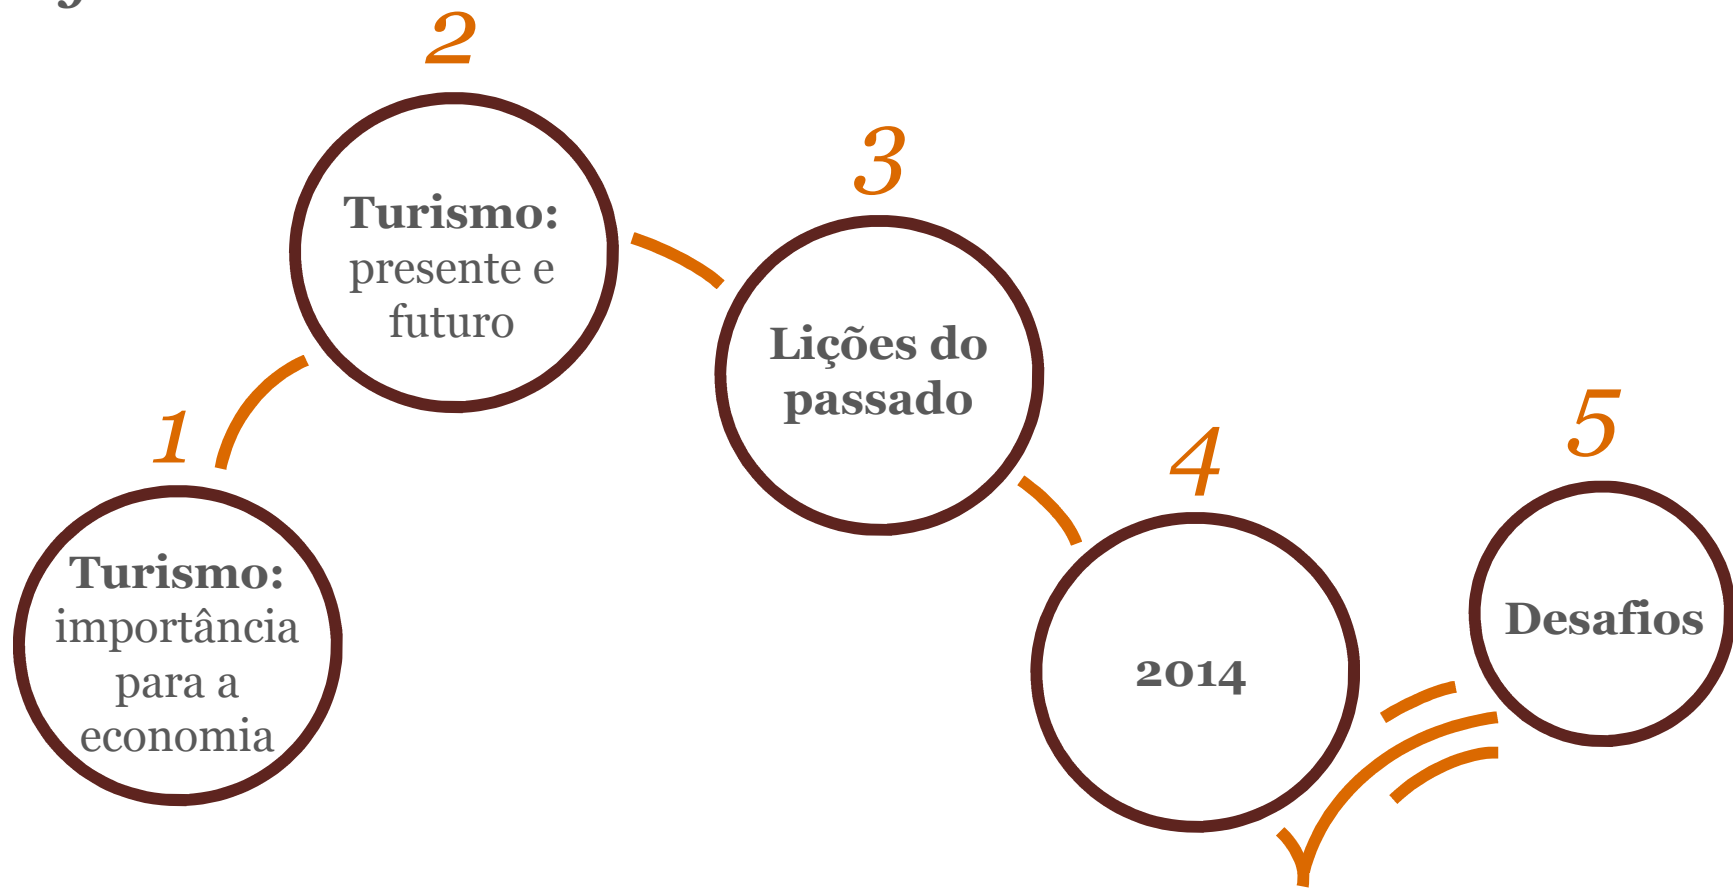 1
Turismo:
importância
para a
economia
2
Turismo:
presente e
futuro
3
Lições do
passado
4
2014
5
Desafios